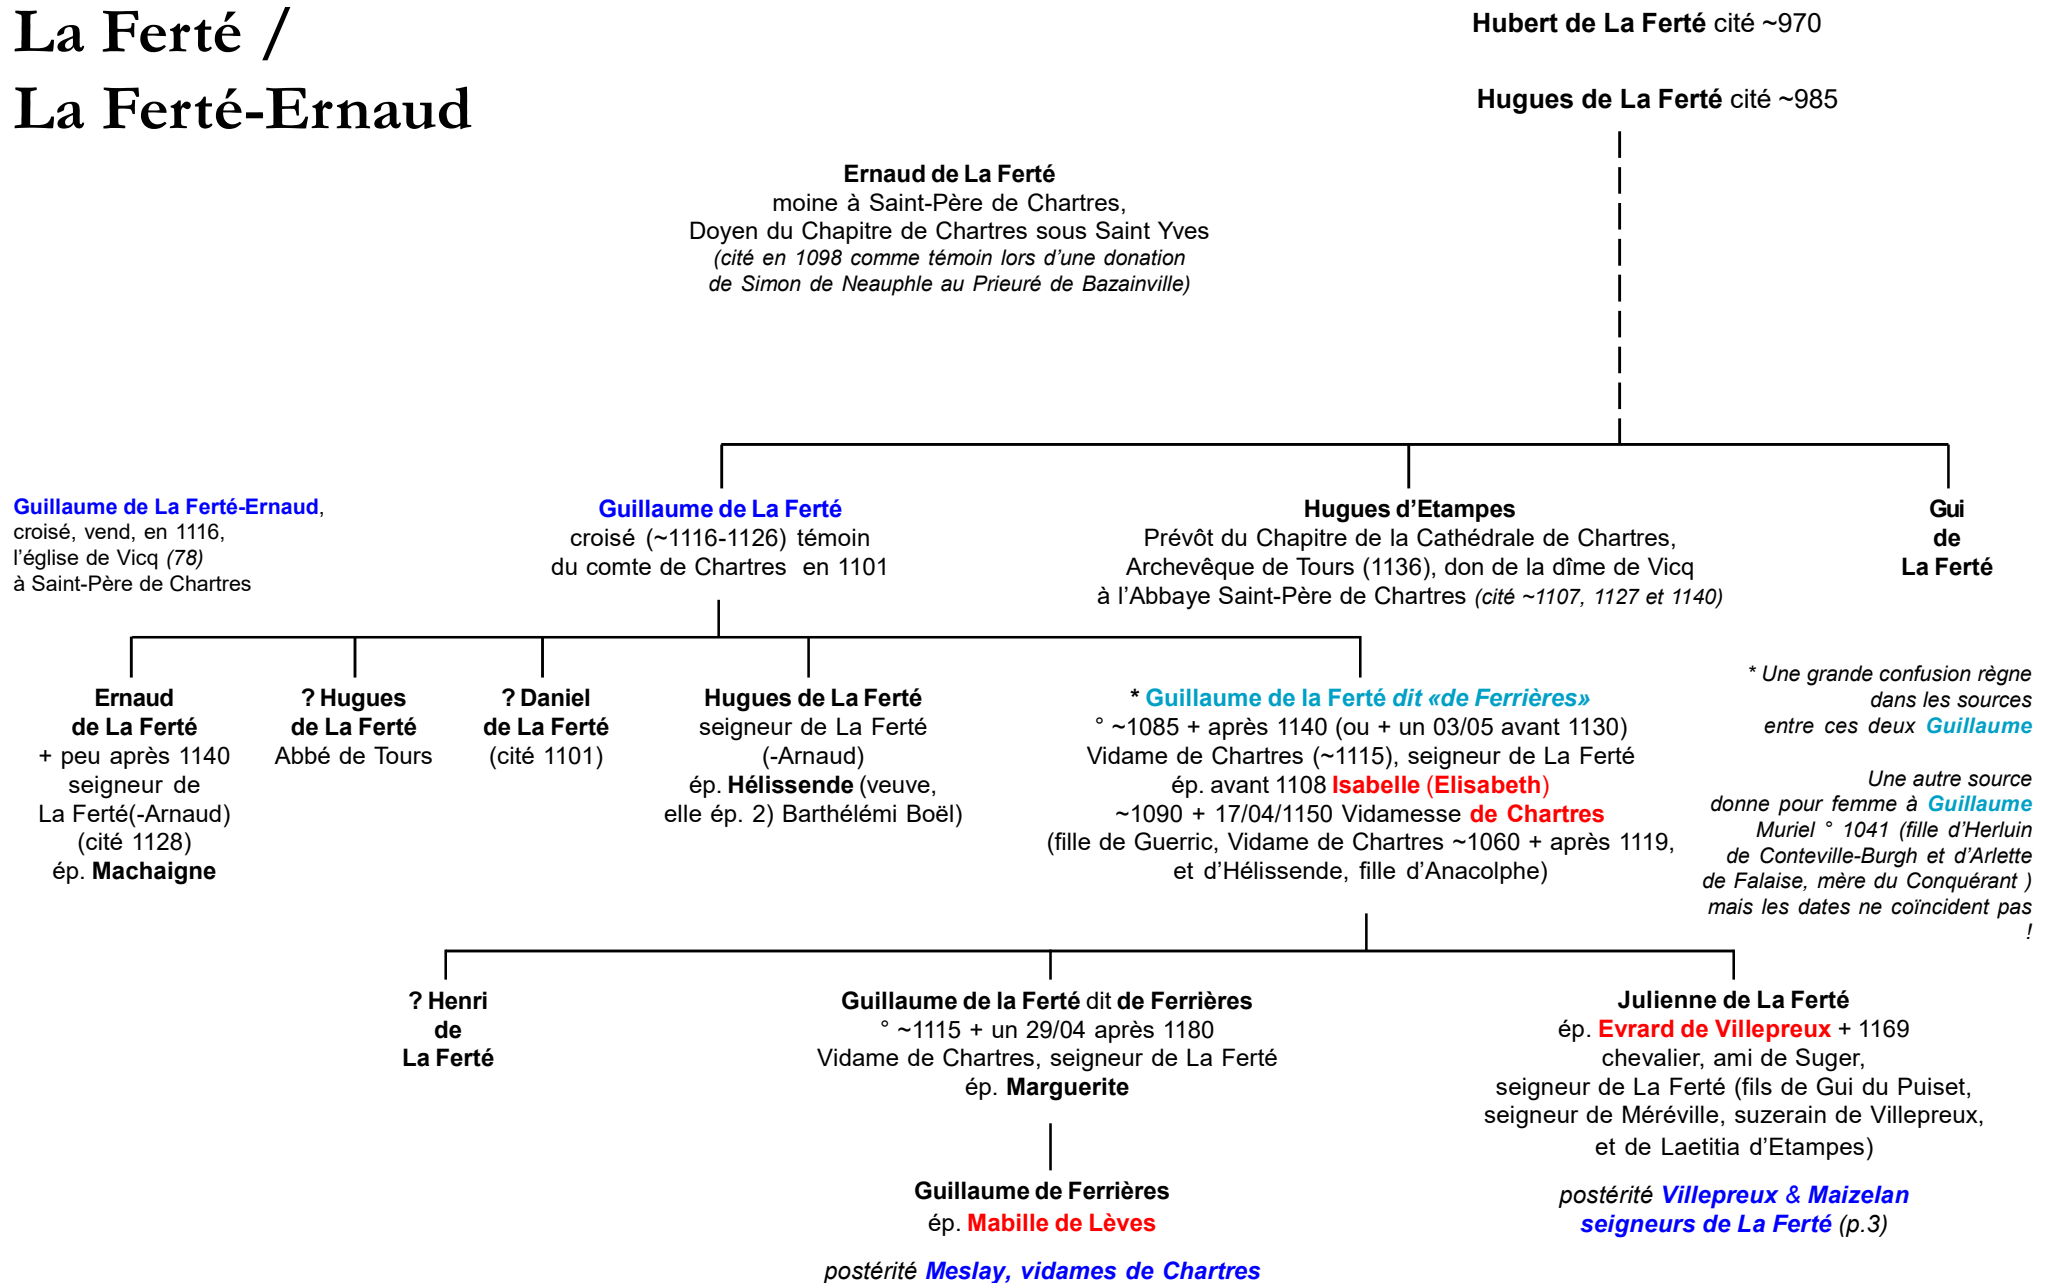 La Ferté /
La Ferté-Ernaud
Hubert de La Ferté cité ~970
Hugues de La Ferté cité ~985
Ernaud de La Ferté
moine à Saint-Père de Chartres,
Doyen du Chapitre de Chartres sous Saint Yves
(cité en 1098 comme témoin lors d'une donation
de Simon de Neauphle au Prieuré de Bazainville)
Guillaume de La Ferté-Ernaud,
croisé, vend, en 1116,
l'église de Vicq (78)
à Saint-Père de Chartres
Guillaume de La Ferté
croisé (~1116-1126) témoin
du comte de Chartres en 1101
Hugues d'Etampes
Prévôt du Chapitre de la Cathédrale de Chartres,
Archevêque de Tours (1136), don de la dîme de Vicq
à l'Abbaye Saint-Père de Chartres (cité ~1107, 1127 et 1140)
Gui
de
La Ferté
Ernaud
de La Ferté
+ peu après 1140
seigneur de
La Ferté(-Arnaud)
(cité 1128)
ép. Machaigne
? Hugues
de La Ferté
Abbé de Tours
? Daniel
de La Ferté
(cité 1101)
Hugues de La Ferté
seigneur de La Ferté
(-Arnaud)
ép. Hélissende (veuve,
elle ép. 2) Barthélémi Boël)
* Guillaume de la Ferté dit «de Ferrières»
° ~1085 + après 1140 (ou + un 03/05 avant 1130)
Vidame de Chartres (~1115), seigneur de La Ferté
ép. avant 1108 Isabelle (Elisabeth)
~1090 + 17/04/1150 Vidamesse de Chartres
(fille de Guerric, Vidame de Chartres ~1060 + après 1119,
et d'Hélissende, fille d'Anacolphe)
* Une grande confusion règne
dans les sources
entre ces deux Guillaume
Une autre source
donne pour femme à Guillaume
Muriel ° 1041 (fille d'Herluin
de Conteville-Burgh et d'Arlette
de Falaise, mère du Conquérant )
mais les dates ne coïncident pas
!
? Henri
de
La Ferté
Guillaume de la Ferté dit de Ferrières
° ~1115 + un 29/04 après 1180
Vidame de Chartres, seigneur de La Ferté
ép. Marguerite
Julienne de La Ferté
ép. Evrard de Villepreux + 1169
chevalier, ami de Suger,
seigneur de La Ferté (fils de Gui du Puiset,
seigneur de Méréville, suzerain de Villepreux,
et de Laetitia d'Etampes)
Guillaume de Ferrières
ép. Mabille de Lèves
postérité Meslay, vidames de Chartres
postérité Villepreux & Maizelan
seigneurs de La Ferté (p.3)